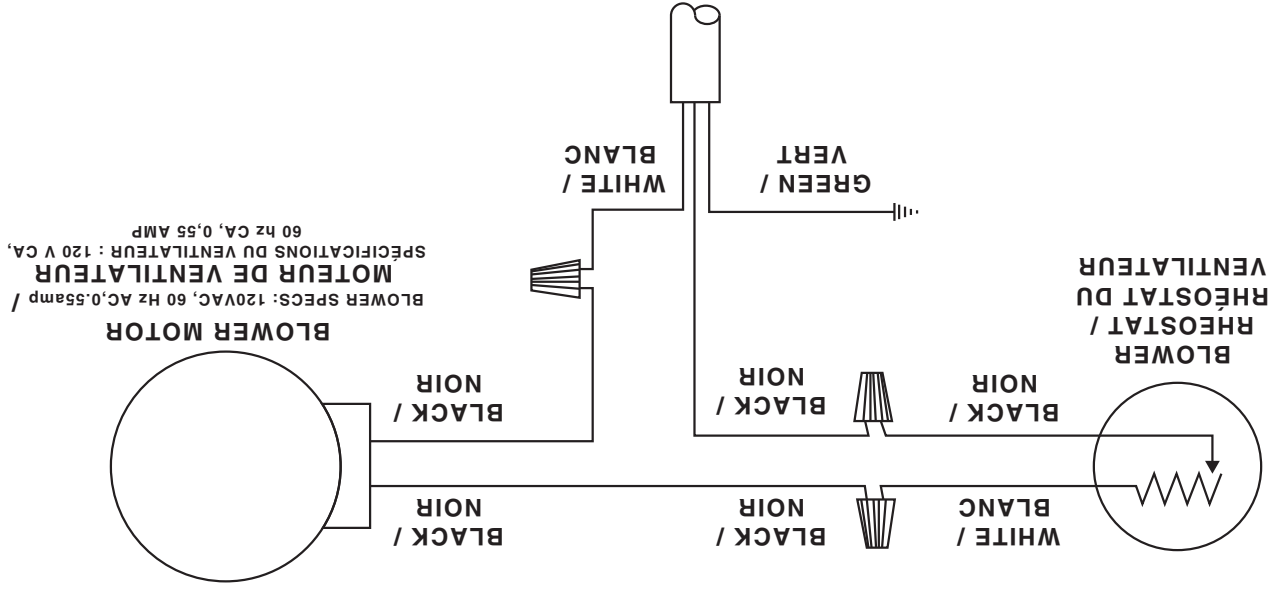 WHITE /
BLANC
BLACK /
NOIR
BLACK /
NOIR
BLACK /
NOIR
BLACK /
NOIR
BLACK /
NOIR
BLOWER
RHEOSTAT /
RHÉOSTAT DU
VENTILATEUR
BLOWER MOTOR
BLOWER SPECS: 120VAC, 60 Hz AC,0.55amp /
MOTEUR DE VENTILATEUR
SPÉCIFICATIONS DU VENTILATEUR : 120 V CA,
60 hz CA, 0,55 AMP
GREEN /
VERT
WHITE /
BLANC